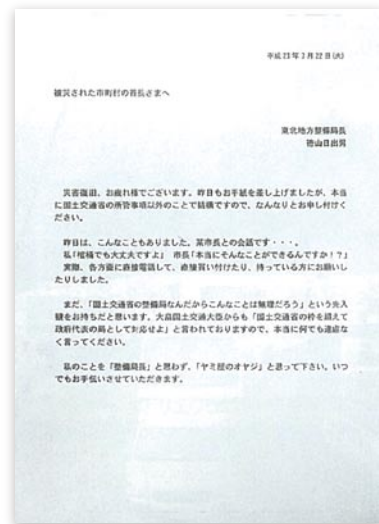 平成23年3月22日(火)
被災された市町村の首長さまへ
東北地方整備局長
徳山日出男
災害復旧、お疲れ様でございます。昨日もお手紙を差し上げましたが、本当
に国土交通省の所管事項以外のことで結構ですので、なんなりとお申し付けく
ださい。
昨日は、こんなこともありました。某市長との会話です・・・。
私「棺桶でも大丈夫ですよ」 市長「本当にそんなことができるんですか！？」
実際、各方面に直接電話して、直接買い付けたり、持っている方にお願いし
たりしました。
まだ、「国土交通省の整備局なんだからこんなことは無理だろう」という先入
観をお持ちだと思います。大畠国土交通大臣からも「国土交通省の枠を超えて
政府代表の局として対応せよ」と言われておりますので、本当に何でも遠慮な
く言ってください。
私のことを「整備局長」と思わず、「ヤミ屋のオヤジ」と思って下さい。いつ
でもお手伝いさせていただきます。